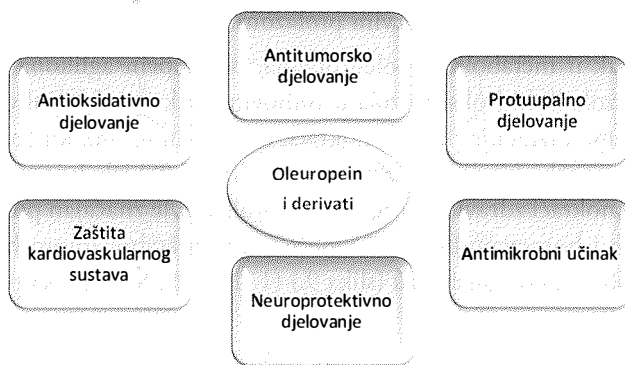 Antitumorsko
djelovanje
Antioksidativno
djelovanje
Protuupalno
djelovanje
Oleuropein
i derivati
Zaštita
kardiovaskularnog
sustava
Antimikrobni učinak
Neuroprotektivno
djelovanje